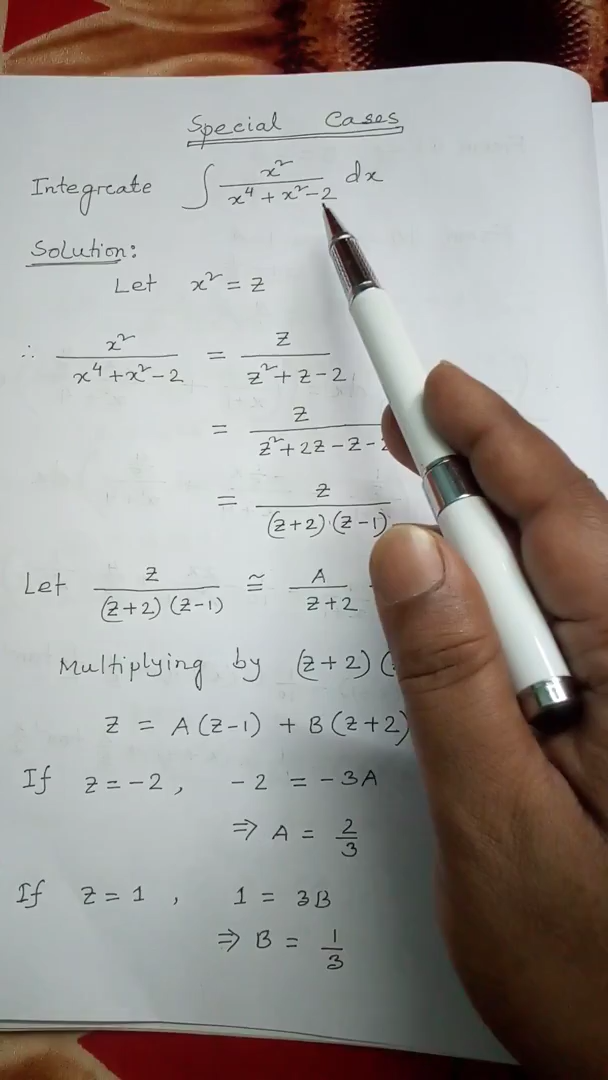 Special Cases
Integrcate ∫ x²/(x⁴ + x² - 2) dx
Solution:
Let x² = z
∴ x²/(x⁴ + x² - 2) = z/(z² + z - 2)
= z/(z² + 2z - z -
= z/((z+2)(z-1))
Let z/((z+2)(z-1)) ≅ A/(z+2)
Multiplying by (z+2)(
z = A(z-1) + B(z+2)
If z = -2, -2 = -3A
⇒ A = 2/3
If z = 1, 1 = 3B
⇒ B = 1/3